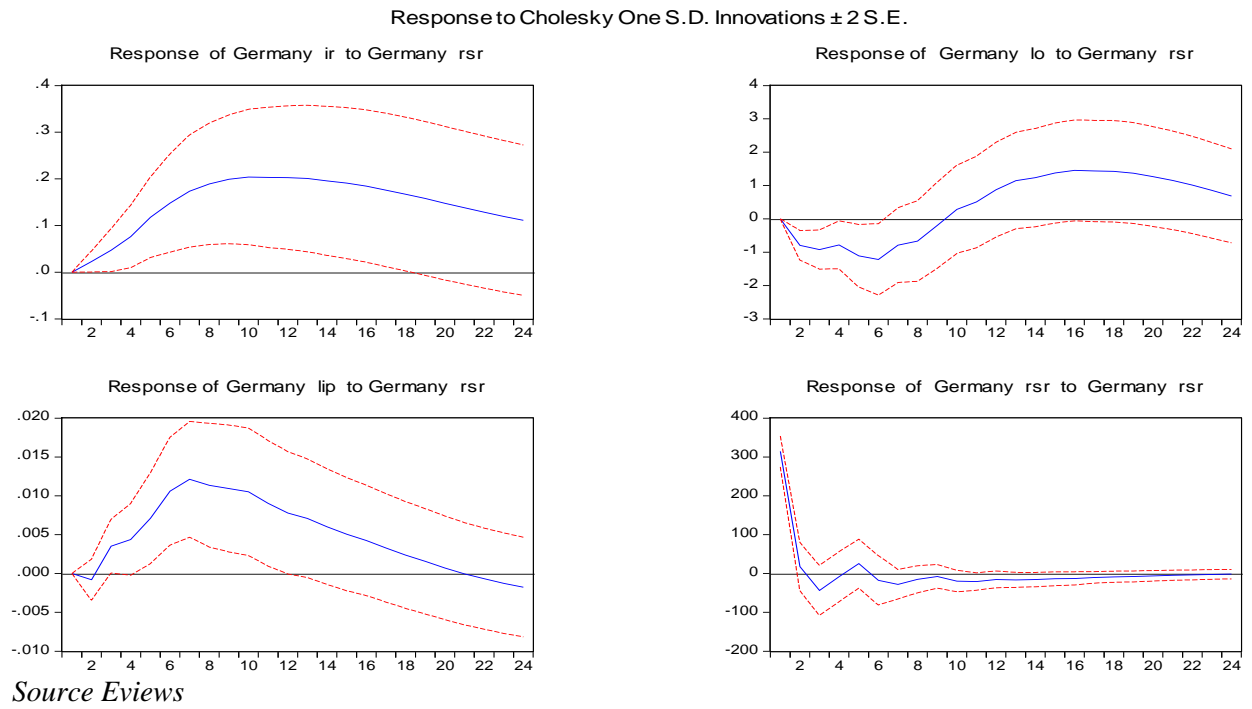 Response to Cholesky One S.D. Innovations ± 2 S.E.
Response of Germany ir to Germany rsr
.4
.3
.2
.1
.0
-.1
2 4 6 8 10 12 14 16 18 20 22 24
Response of Germany lo to Germany rsr
4
3
2
1
0
-1
-2
-3
2 4 6 8 10 12 14 16 18 20 22 24
Response of Germany lip to Germany rsr
.020
.015
.010
.005
.000
-.005
-.010
2 4 6 8 10 12 14 16 18 20 22 24
Response of Germany rsr to Germany rsr
400
300
200
100
0
-100
-200
2 4 6 8 10 12 14 16 18 20 22 24
Source Eviews